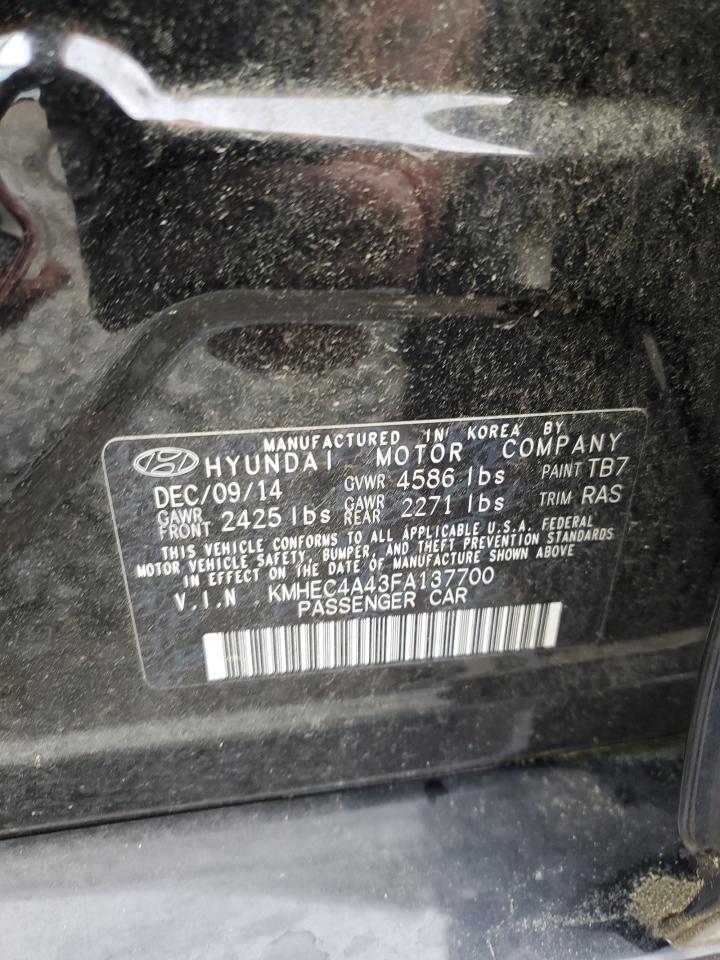 MANUFACTURED IN KOREA BY
HYUNDAI MOTOR COMPANY
DEC/09/14 GVWR 4586 lbs PAINT TB7
GAWR FRONT 2425 lbs GAWR REAR 2271 lbs TRIM RAS
THIS VEHICLE CONFORMS TO ALL APPLICABLE U.S.A. FEDERAL
MOTOR VEHICLE SAFETY, BUMPER, AND THEFT PREVENTION STANDARDS
IN EFFECT ON THE DATE OF MANUFACTURE SHOWN ABOVE
V.I.N KMHEC4A43FA137700
PASSENGER CAR